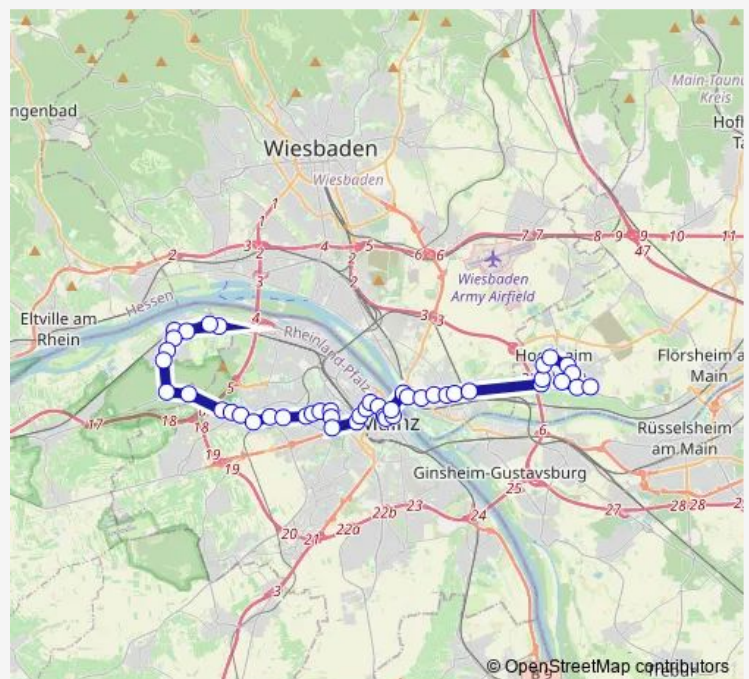 Main-Taunus
Kreis
ngenbad
Wiesbaden
Wiesbaden
1
1
2
3
2
4
5
2
2
6
6
7
7
8
9
9
10
11
47
Wiesbaden
Army Airfield
3
Hessen
3
3
Eltville am
Rhein
4
Rheinland-Pfalz
Flörsheim a
Main
5
17
18
18
6
Rüsselsheim
am Main
19
19
Ginsheim-Gustavsburg
25
27
28
28
20
21
22a
22b
23
24
3
© OpenStreetMap contributors